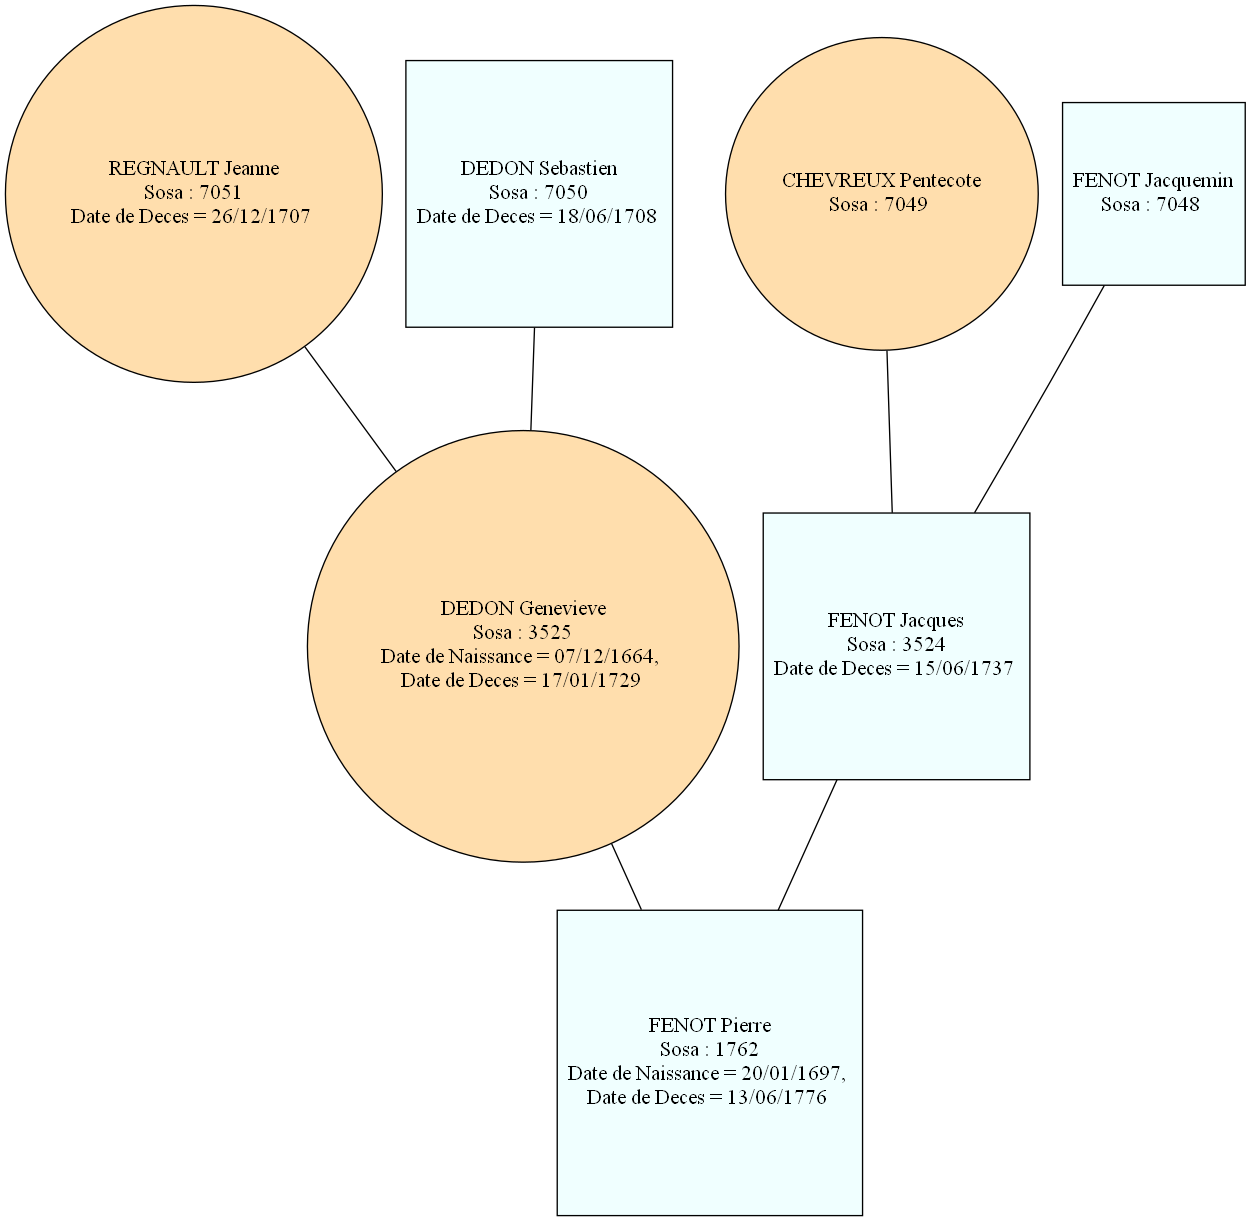 REGNAULT Jeanne
Sosa : 7051
Date de Deces = 26/12/1707
DEDON Sebastien
Sosa : 7050
Date de Deces = 18/06/1708
CHEVREUX Pentecote
Sosa : 7049
FENOT Jacquemin
Sosa : 7048
DEDON Genevieve
Sosa : 3525
Date de Naissance = 07/12/1664,
Date de Deces = 17/01/1729
FENOT Jacques
Sosa : 3524
Date de Deces = 15/06/1737
FENOT Pierre
Sosa : 1762
Date de Naissance = 20/01/1697,
Date de Deces = 13/06/1776